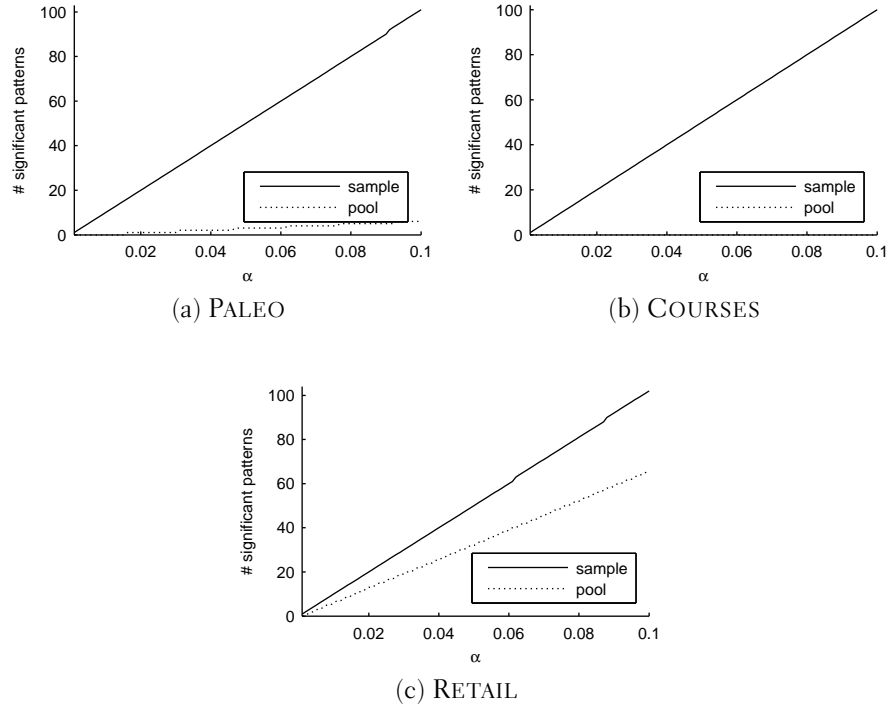 100
80
60
40
20
0
# significant patterns
sample
pool
0.02 0.04 0.06 0.08 0.1
α
(a) PALEO
100
80
60
40
20
0
# significant patterns
sample
pool
0.02 0.04 0.06 0.08 0.1
α
(b) COURSES
100
80
60
40
20
0
# significant patterns
sample
pool
0.02 0.04 0.06 0.08 0.1
α
(c) RETAIL